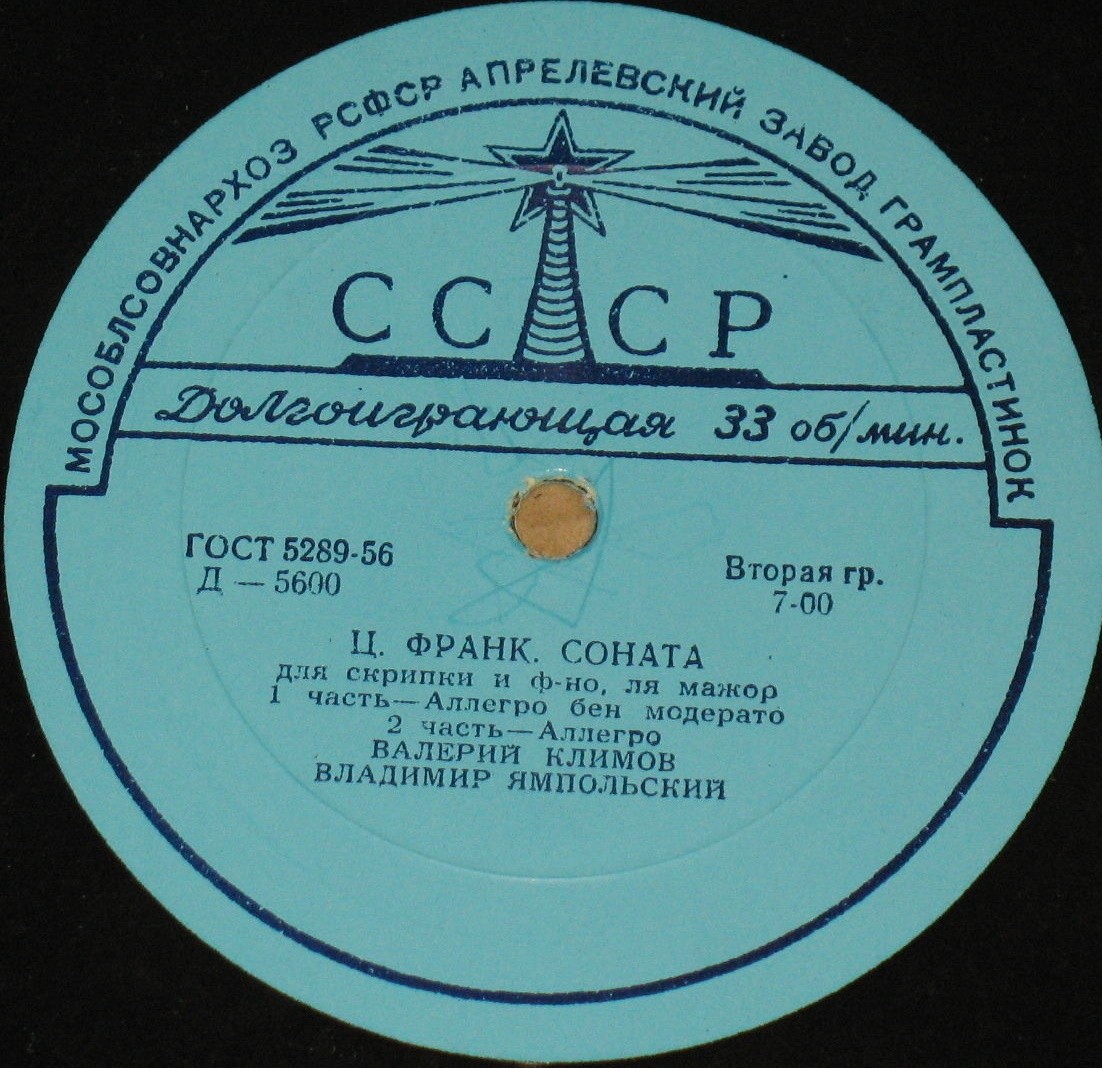 МОСОБЛСОВНАРХОЗ РСФСР АПРЕЛЕВСКИЙ ЗАВОД ГРАМПЛАСТИНОК
СССР
Долгоиграющая 33 об/мин.
ГОСТ 5289-56
Д — 5600
Вторая гр.
7-00
Ц. ФРАНК. СОНАТА
для скрипки и ф-но, ля мажор
1 часть—Аллегро бен модерато
2 часть—Аллегро
ВАЛЕРИЙ КЛИМОВ
ВЛАДИМИР ЯМПОЛЬСКИЙ